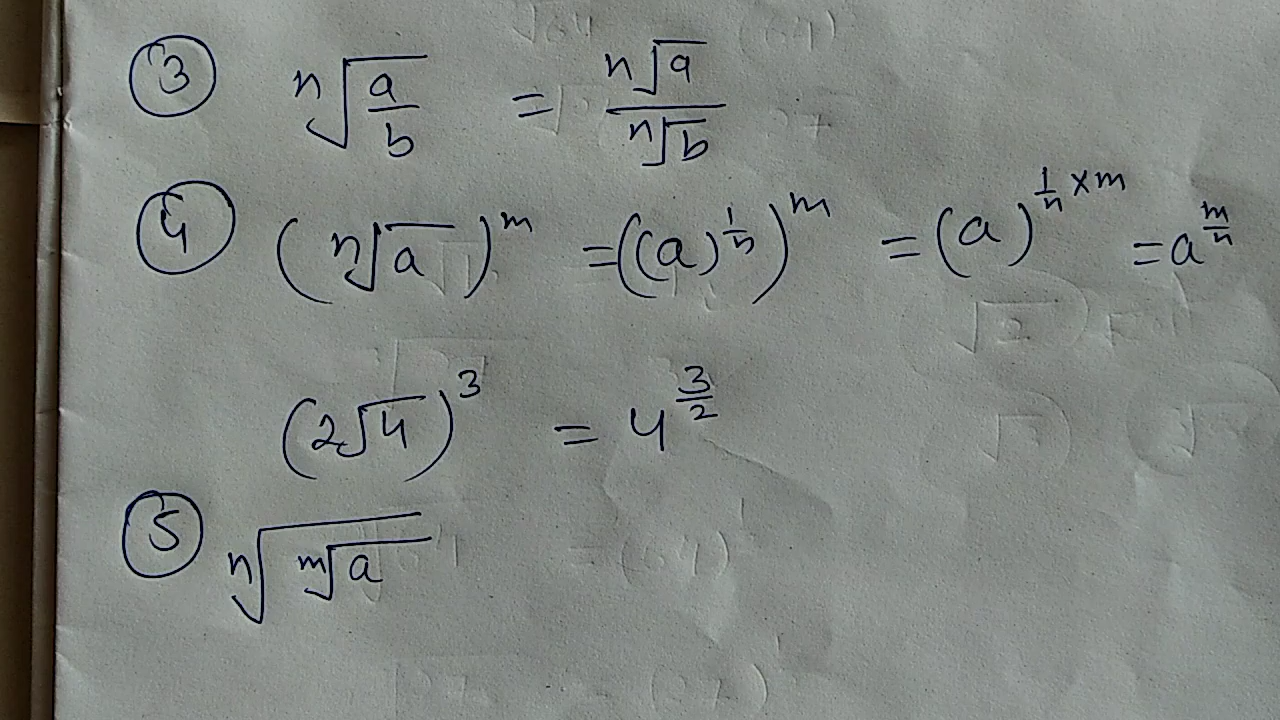 ③ ⁿ√(a/b) = ⁿ√a / ⁿ√b
④ (ⁿ√a)^m = ((a)^(1/n))^m = (a)^(1/n × m) = a^(m/n)
(²√4)^3 = 4^(3/2)
⑤ ⁿ√(ᵐ√a)